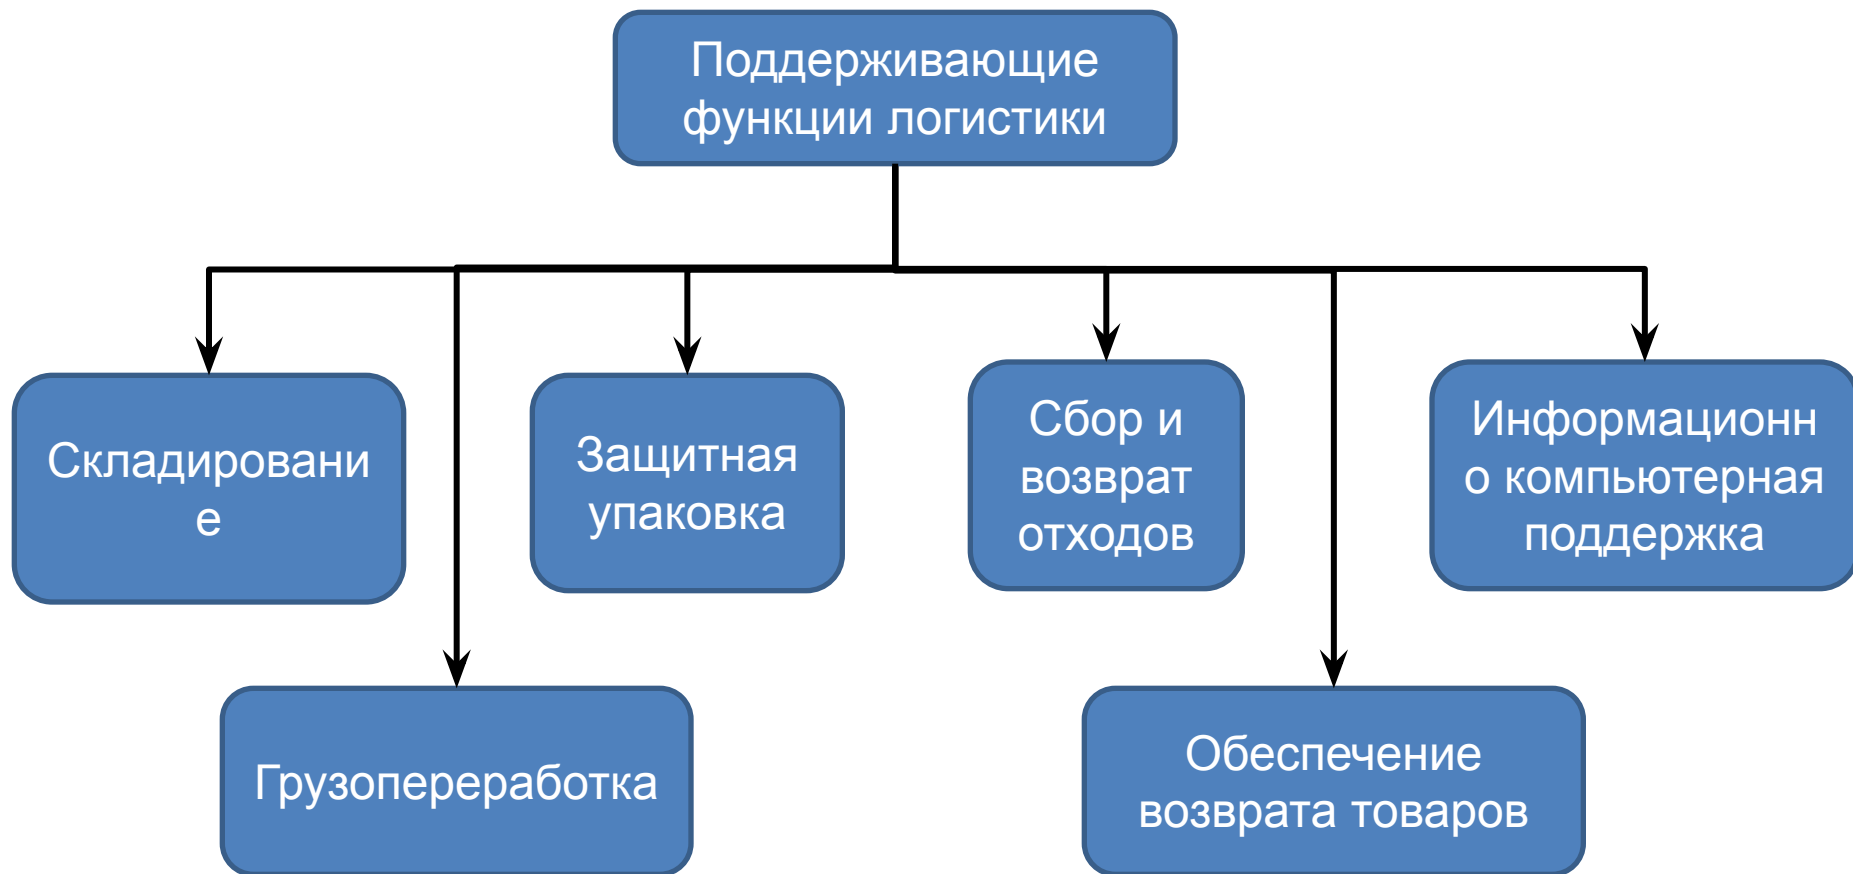 Поддерживающие
функции логистики
Складировани
е
Защитная
упаковка
Сбор и
возврат
отходов
Информационн
о компьютерная
поддержка
Грузопереработка
Обеспечение
возврата товаров